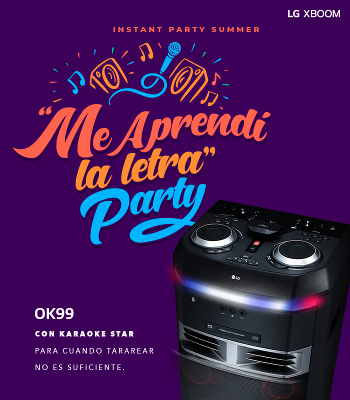 LG XBOOM
INSTANT PARTY SUMMER
“Me Aprendí
la letra”
Party
LG
OK99
CON KARAOKE STAR
PARA CUANDO TARAREAR
NO ES SUFICIENTE.